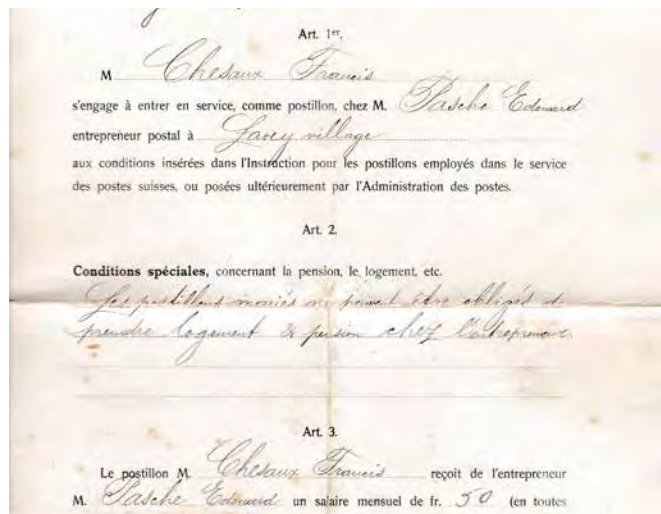 Art. 1er.
M Chesaux Francis
s'engage à entrer en service, comme postillon, chez M. Pasche Edouard
entrepreneur postal à Lancy village
aux conditions insérées dans l'Instruction pour les postillons employés dans le service
des postes suisses, ou posées ultérieurement par l'Administration des postes.
Art. 2.
Conditions spéciales, concernant la pension, le logement, etc.
Les postillons mariés ne peuvent être obligés de
prendre logement & pension chez l'entrepreneur
Art. 3.
Le postillon M. Chesaux Francis reçoit de l'entrepreneur
M. Pasche Edouard un salaire mensuel de fr. 50 (en toutes